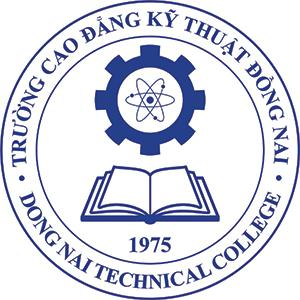 TRƯỜNG CAO ĐẲNG KỸ THUẬT ĐỒNG NAI
1975
DONG NAI TECHNICAL COLLEGE